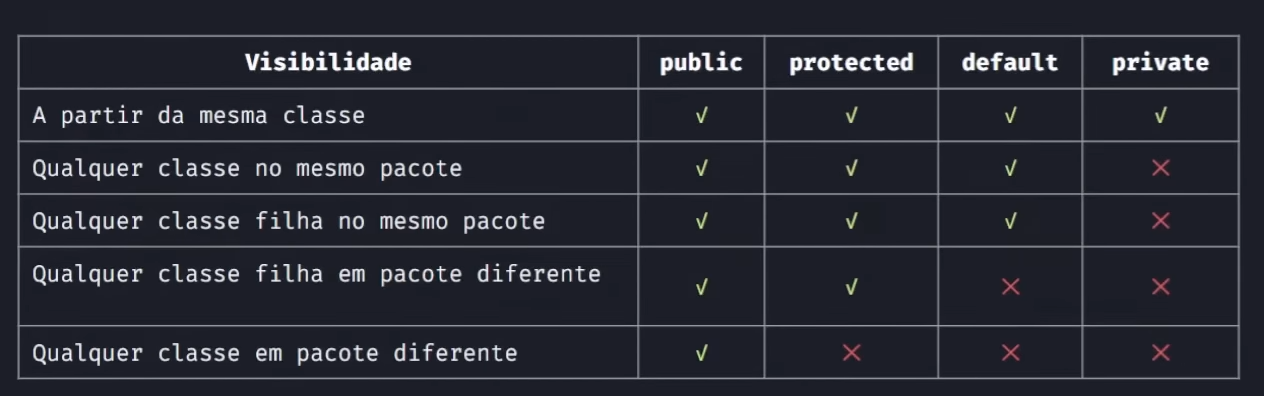 Visibilidade public protected default private
A partir da mesma classe √ √ √ √
Qualquer classe no mesmo pacote √ √ √ ×
Qualquer classe filha no mesmo pacote √ √ √ ×
Qualquer classe filha em pacote diferente √ √ × ×
Qualquer classe em pacote diferente √ × × ×